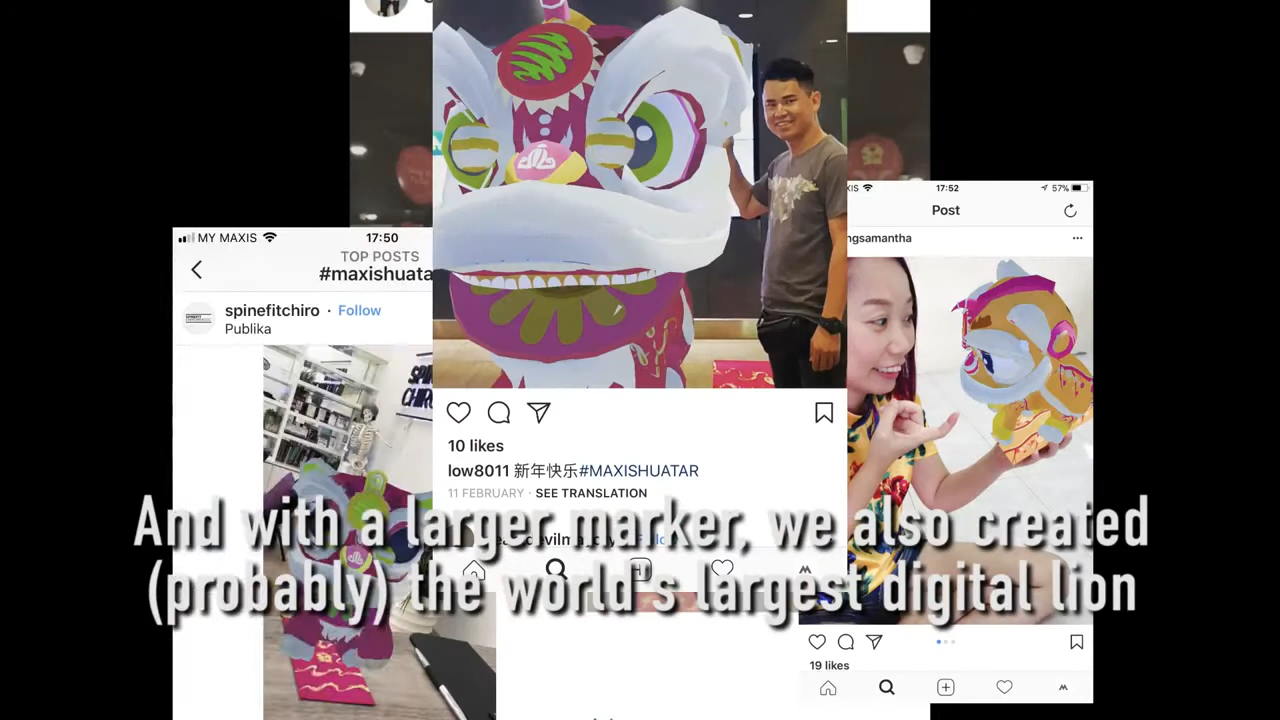 MY MAXIS
17:50
TOP POSTS
#maxishuata
spinefitchiro · Follow
Publika
10 likes
low8011 新年快乐#MAXISHUATAR
11 FEBRUARY · SEE TRANSLATION
XIS
17:52
57%
Post
ngsamantha
19 likes
And with a larger marker, we also created
(probably) the world's largest digital lion